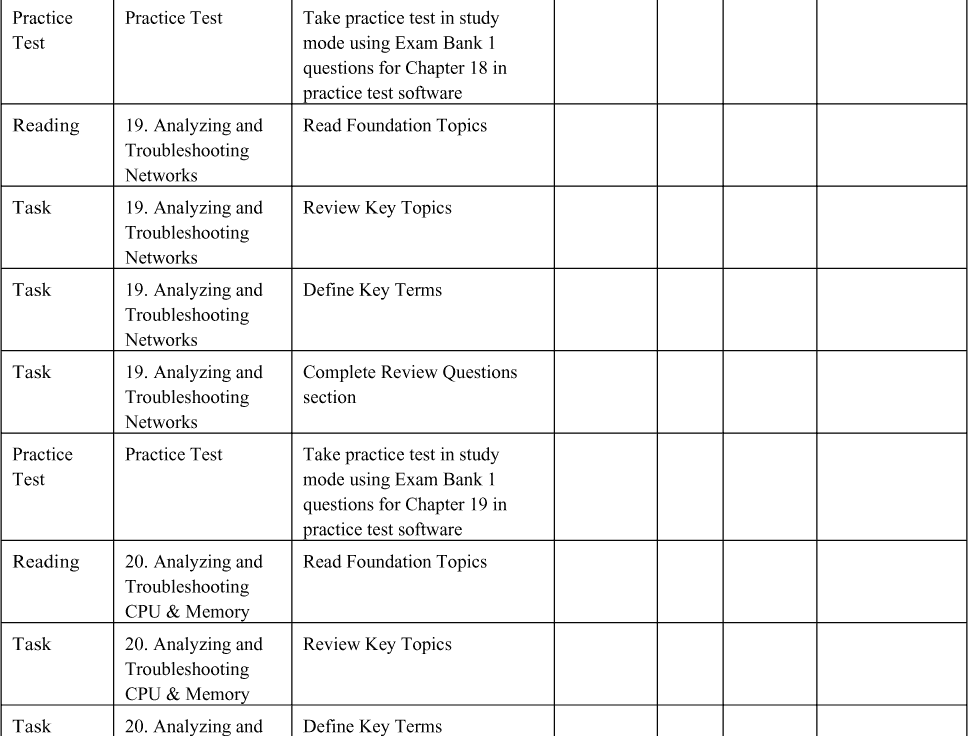 Practice Test | Practice Test | Take practice test in study mode using Exam Bank 1 questions for Chapter 18 in practice test software
Reading | 19. Analyzing and Troubleshooting Networks | Read Foundation Topics
Task | 19. Analyzing and Troubleshooting Networks | Review Key Topics
Task | 19. Analyzing and Troubleshooting Networks | Define Key Terms
Task | 19. Analyzing and Troubleshooting Networks | Complete Review Questions section
Practice Test | Practice Test | Take practice test in study mode using Exam Bank 1 questions for Chapter 19 in practice test software
Reading | 20. Analyzing and Troubleshooting CPU & Memory | Read Foundation Topics
Task | 20. Analyzing and Troubleshooting CPU & Memory | Review Key Topics
Task | 20. Analyzing and | Define Key Terms